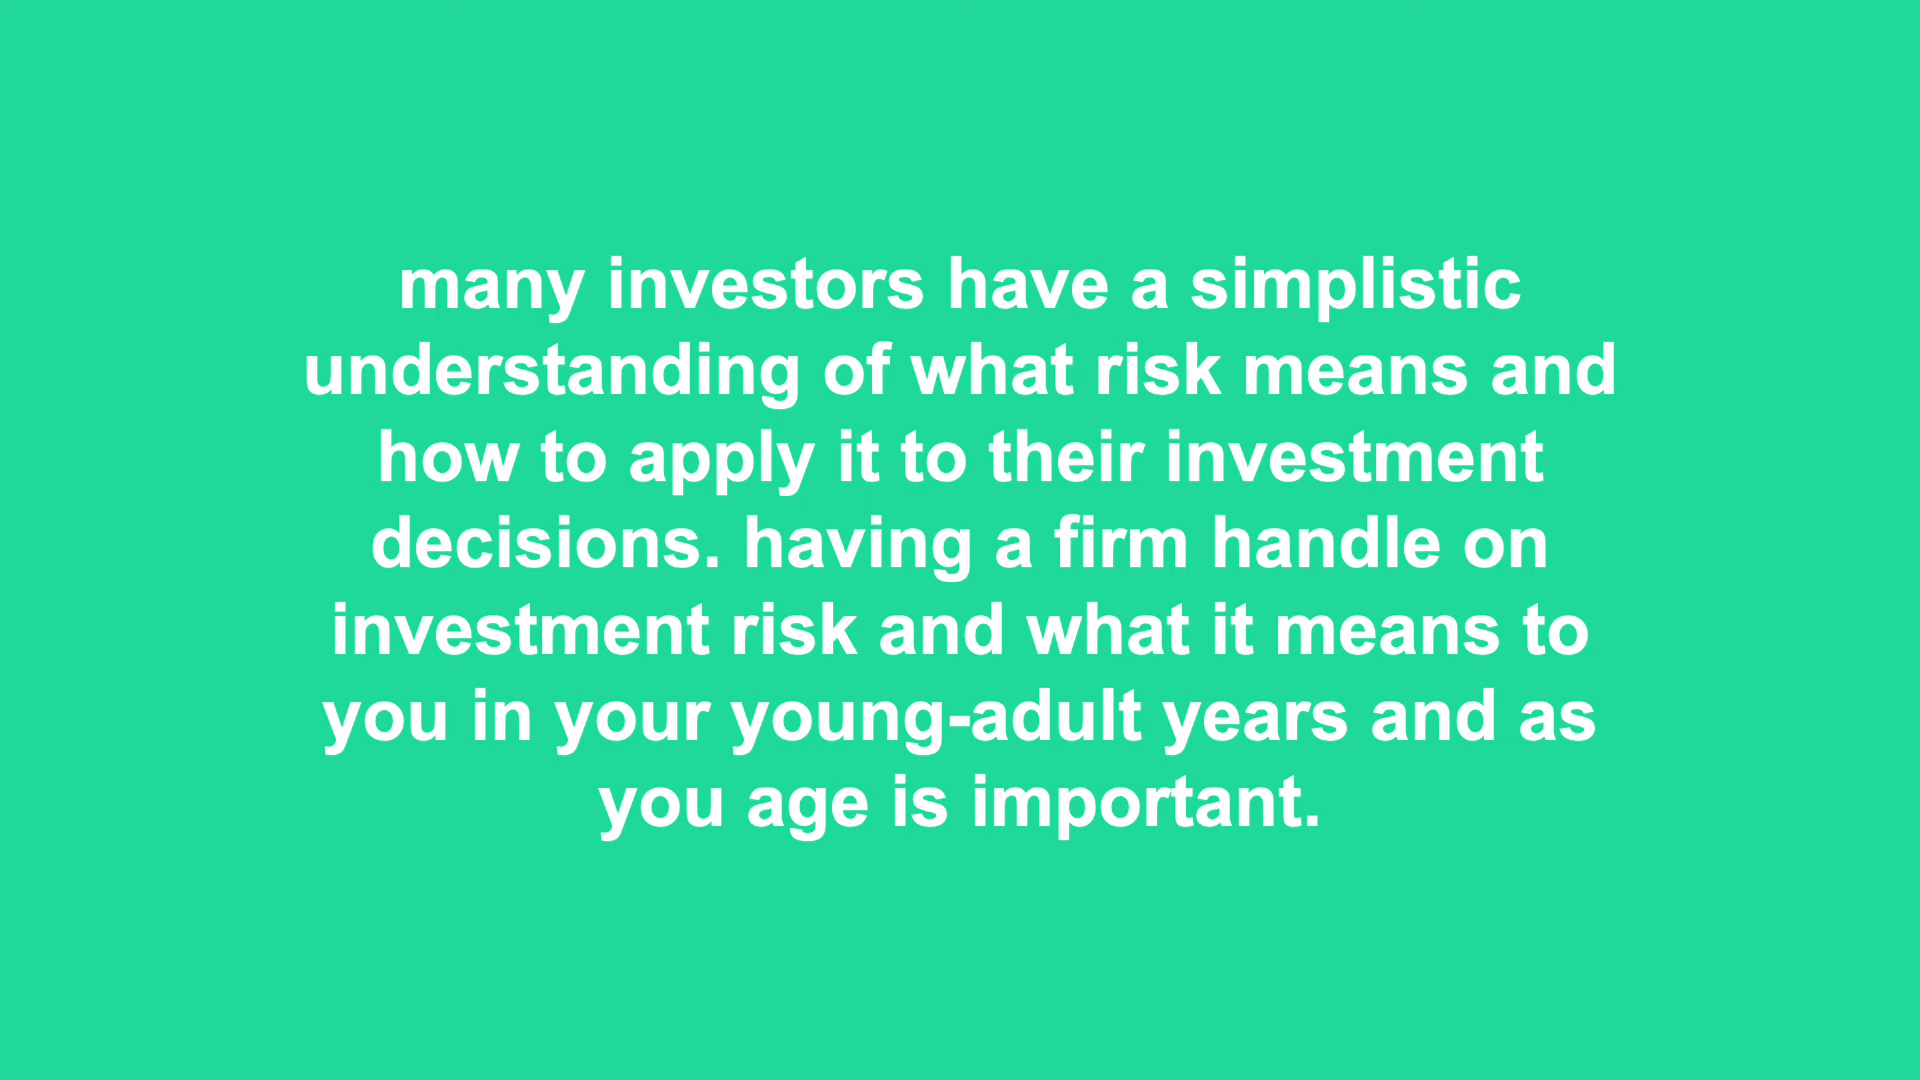 many investors have a simplistic
understanding of what risk means and
how to apply it to their investment
decisions. having a firm handle on
investment risk and what it means to
you in your young-adult years and as
you age is important.